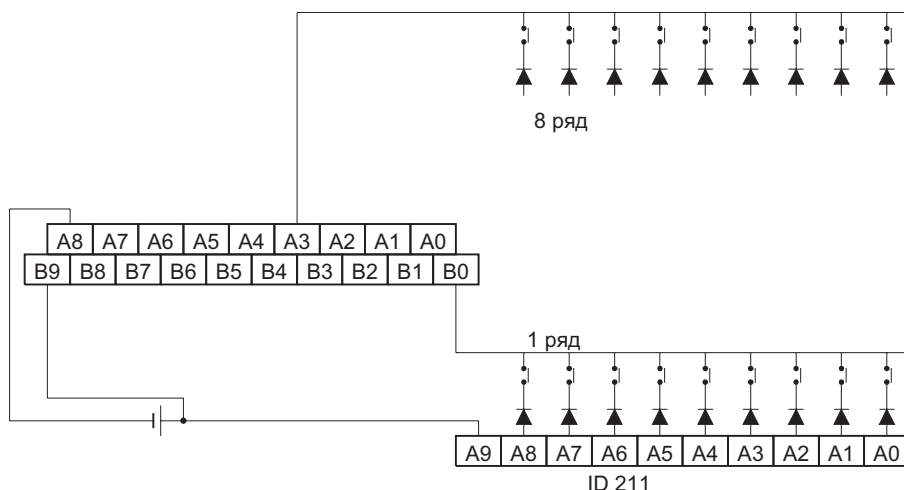 8 ряд
A8 A7 A6 A5 A4 A3 A2 A1 A0
B9 B8 B7 B6 B5 B4 B3 B2 B1 B0
1 ряд
A9 A8 A7 A6 A5 A4 A3 A2 A1 A0
ID 211